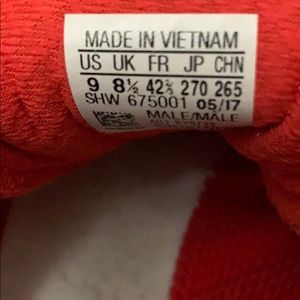 MADE IN VIETNAM
US UK FR JP CHN
9 8½ 42⅔ 270 265
SHW 675001 05/17
MALE/MÂLE